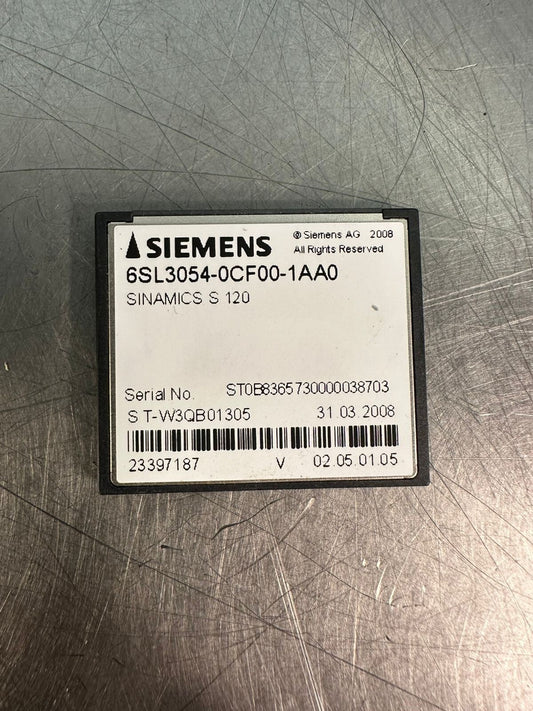 SIEMENS
© Siemens AG 2008
All Rights Reserved
6SL3054-0CF00-1AA0
SINAMICS S 120
Serial No. ST0B8365730000038703
S T-W3QB01305 31.03.2008
23397187 V 02.05.01.05